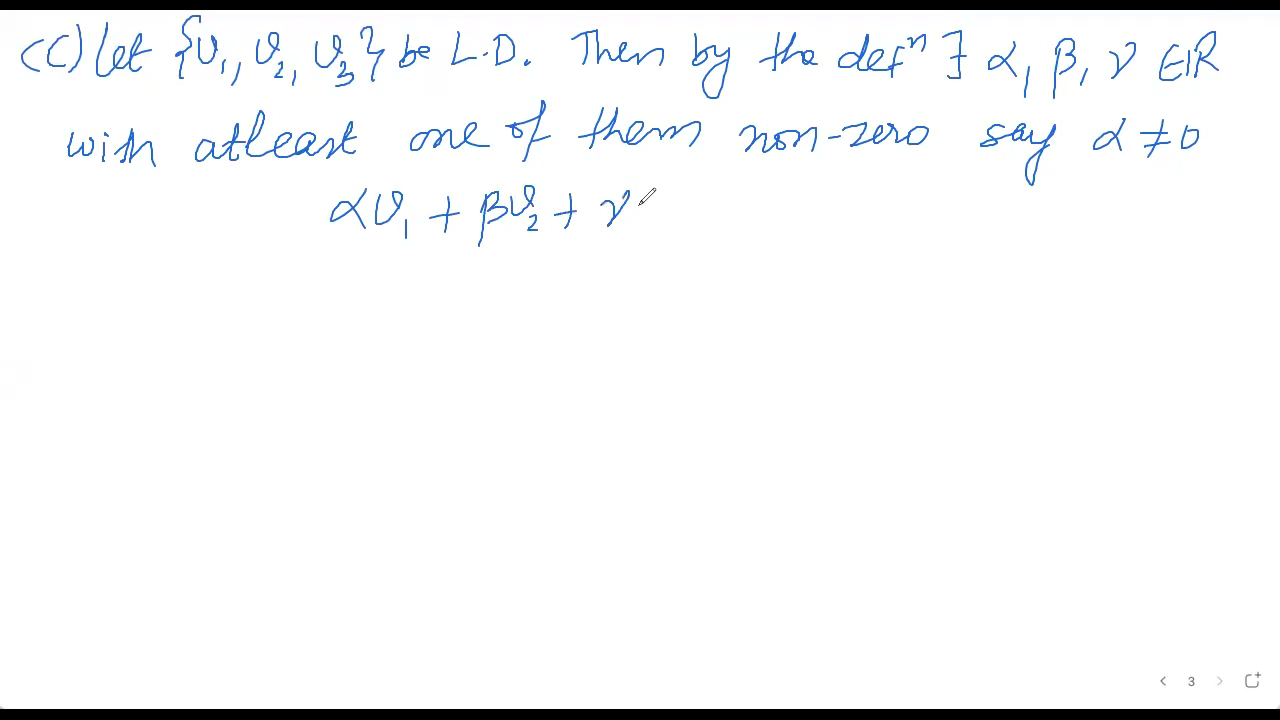 (C) Let {v₁, v₂, v₃} be L.D. Then by the defⁿ ∃ α, β, γ ∈ ℝ
with atleast one of them non-zero say α ≠ 0
αv₁ + βv₂ + γ
< 3 >